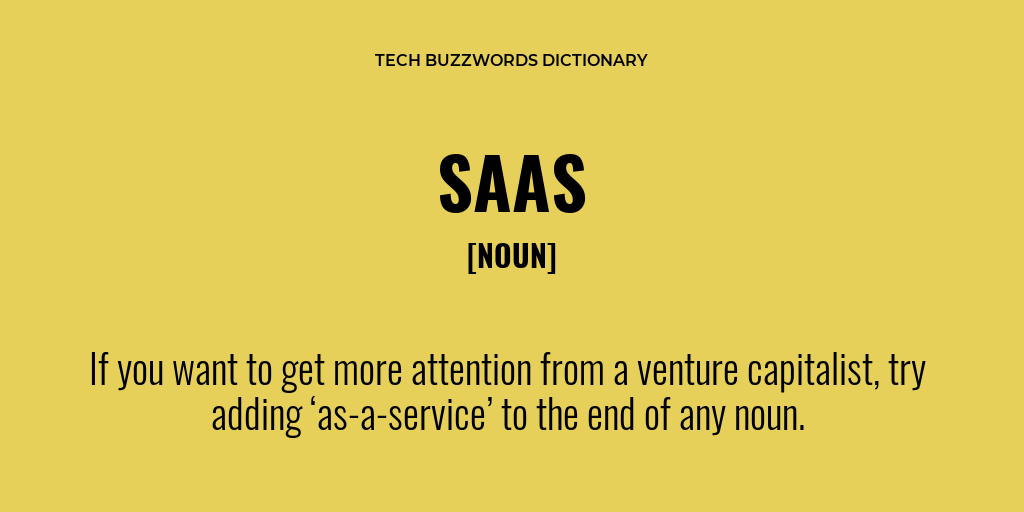 TECH BUZZWORDS DICTIONARY
SAAS
[NOUN]
If you want to get more attention from a venture capitalist, try
adding ‘as-a-service’ to the end of any noun.